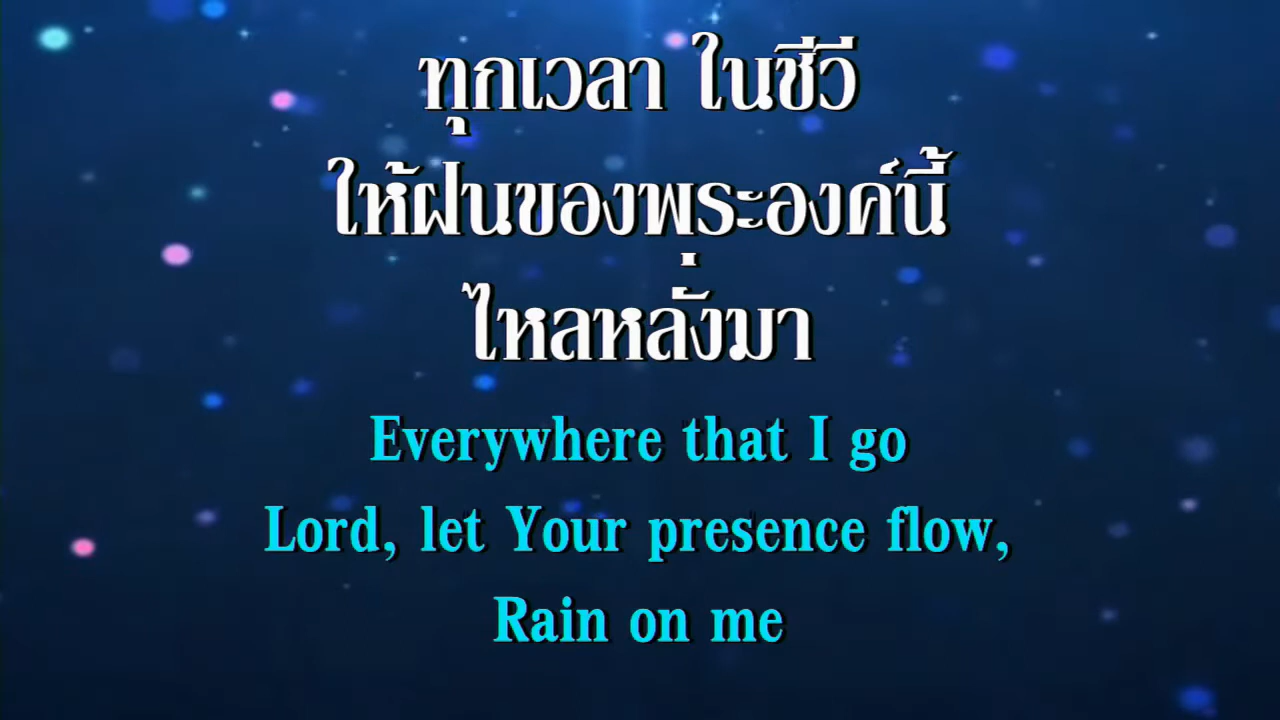 ทุกเวลา ในชีวี
ให้ฝนของพระองค์นี้
ไหลหลั่งมา
Everywhere that I go
Lord, let Your presence flow,
Rain on me